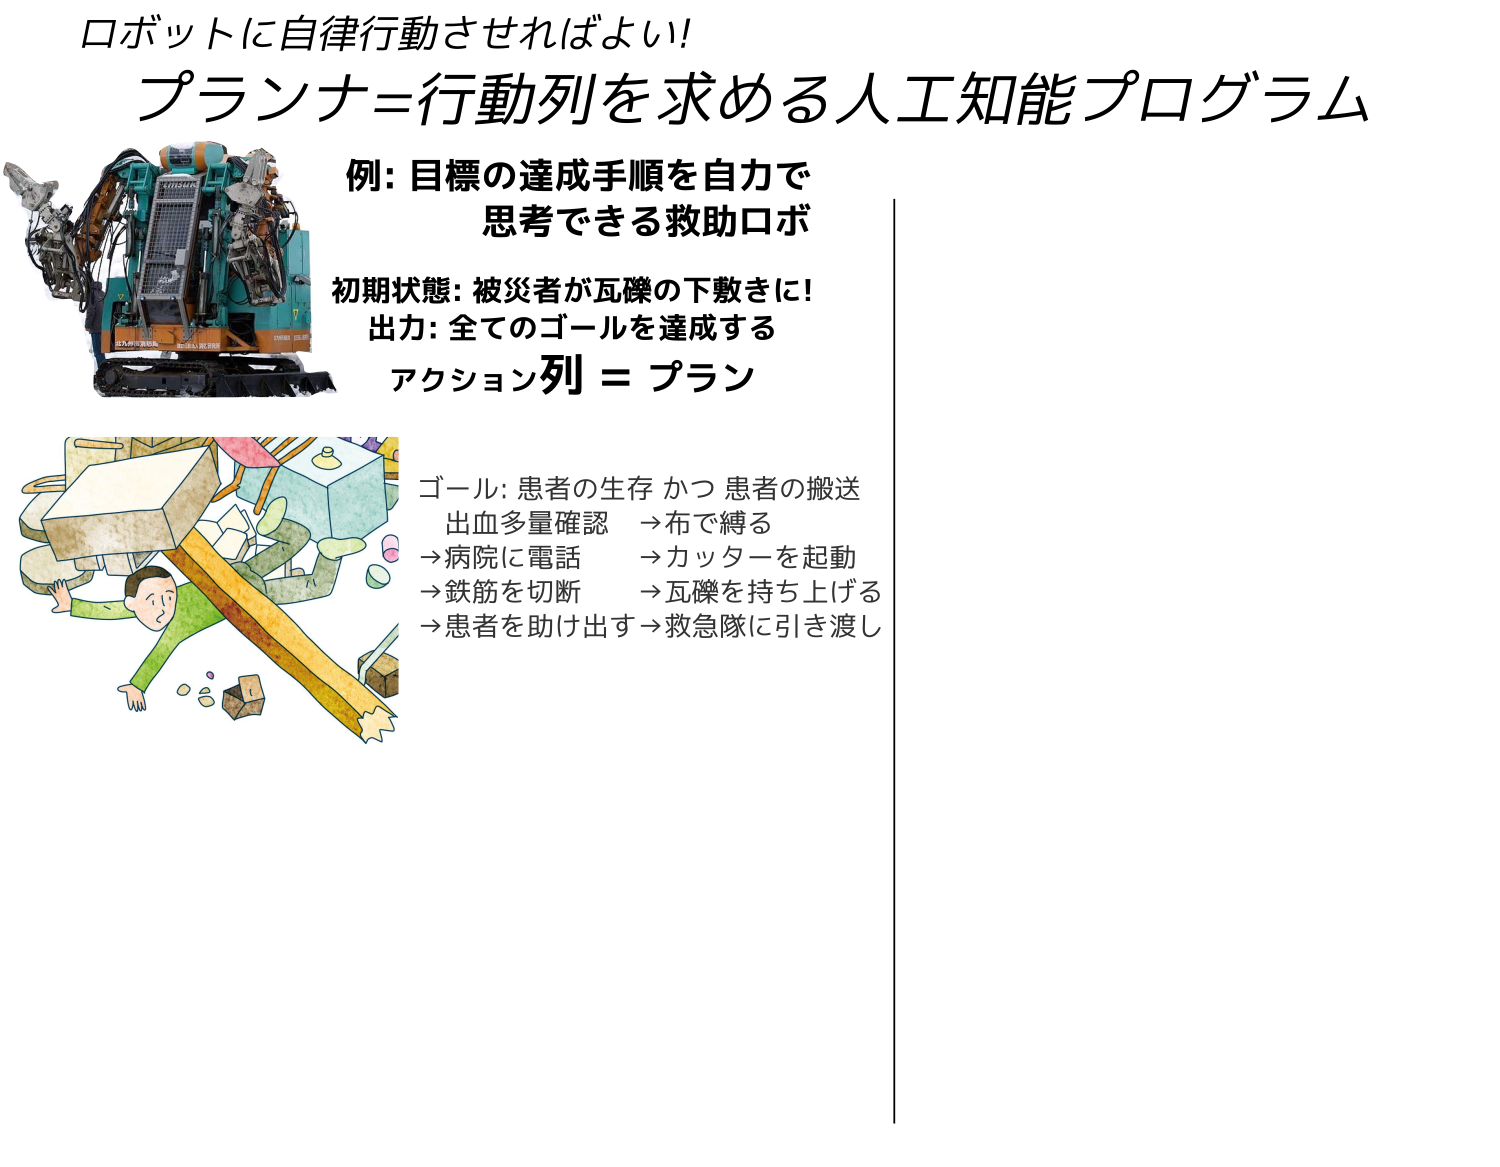 ロボットに自律行動させればよい!
プランナ=行動列を求める人工知能プログラム
例: 目標の達成手順を自力で
思考できる救助ロボ
初期状態: 被災者が瓦礫の下敷きに!
出力: 全てのゴールを達成する
アクション列 = プラン
ゴール: 患者の生存 かつ 患者の搬送
出血多量確認 →布で縛る
→病院に電話 →カッターを起動
→鉄筋を切断 →瓦礫を持ち上げる
→患者を助け出す→救急隊に引き渡し